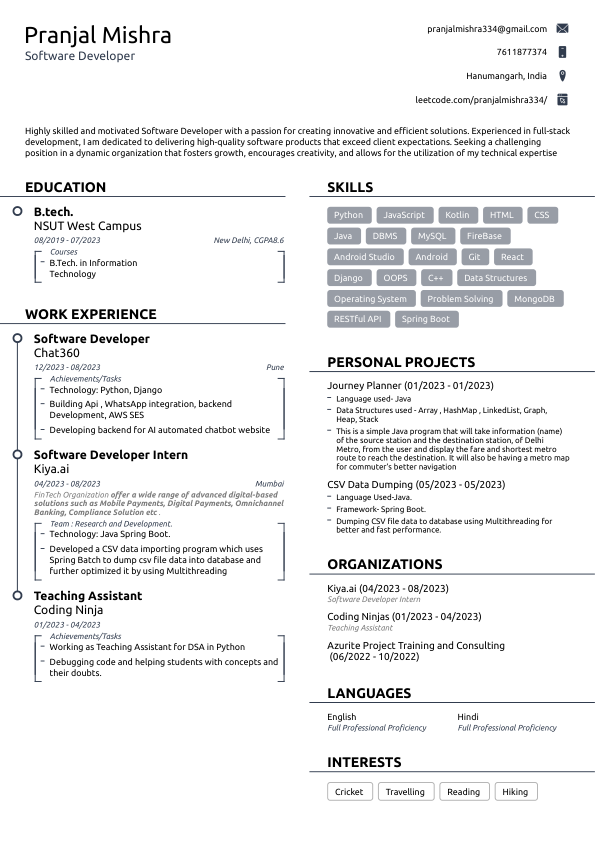 Pranjal Mishra
Software Developer
pranjalmishra334@gmail.com
7611877374
Hanumangarh, India
leetcode.com/pranjalmishra334/
Highly skilled and motivated Software Developer with a passion for creating innovative and efficient solutions. Experienced in full-stack
development, I am dedicated to delivering high-quality software products that exceed client expectations. Seeking a challenging
position in a dynamic organization that fosters growth, encourages creativity, and allows for the utilization of my technical expertise
EDUCATION
B.tech.
NSUT West Campus
08/2019 - 07/2023 New Delhi, CGPA8.6
Courses
– B.Tech. in Information
Technology
WORK EXPERIENCE
Software Developer
Chat360
12/2023 - 08/2023 Pune
Achievements/Tasks
– Technology: Python, Django
– Building Api , WhatsApp integration, backend
Development, AWS SES
– Developing backend for AI automated chatbot website
Software Developer Intern
Kiya.ai
04/2023 - 08/2023 Mumbai
FinTech Organization offer a wide range of advanced digital-based
solutions such as Mobile Payments, Digital Payments, Omnichannel
Banking, Compliance Solution etc .
Team : Research and Development.
– Technology: Java Spring Boot.
– Developed a CSV data importing program which uses
Spring Batch to dump csv file data into database and
further optimized it by using Multithreading
Teaching Assistant
Coding Ninja
01/2023 - 04/2023
Achievements/Tasks
– Working as Teaching Assistant for DSA in Python
– Debugging code and helping students with concepts and
their doubts.
SKILLS
Python JavaScript Kotlin HTML CSS
Java DBMS MySQL FireBase
Android Studio Android Git React
Django OOPS C++ Data Structures
Operating System Problem Solving MongoDB
RESTful API Spring Boot
PERSONAL PROJECTS
Journey Planner (01/2023 - 01/2023)
– Language used- Java
– Data Structures used - Array , HashMap , LinkedList, Graph,
Heap, Stack
– This is a simple Java program that will take information (name)
of the source station and the destination station, of Delhi
Metro, from the user and display the fare and shortest metro
route to reach the destination. It will also be having a metro map
for commuter's better navigation
CSV Data Dumping (05/2023 - 05/2023)
– Language Used-Java.
– Framework- Spring Boot.
– Dumping CSV file data to database using Multithreading for
better and fast performance.
ORGANIZATIONS
Kiya.ai (04/2023 - 08/2023)
Software Developer Intern
Coding Ninjas (01/2023 - 04/2023)
Teaching Assistant
Azurite Project Training and Consulting
(06/2022 - 10/2022)
LANGUAGES
English Hindi
Full Professional Proficiency Full Professional Proficiency
INTERESTS
Cricket Travelling Reading Hiking